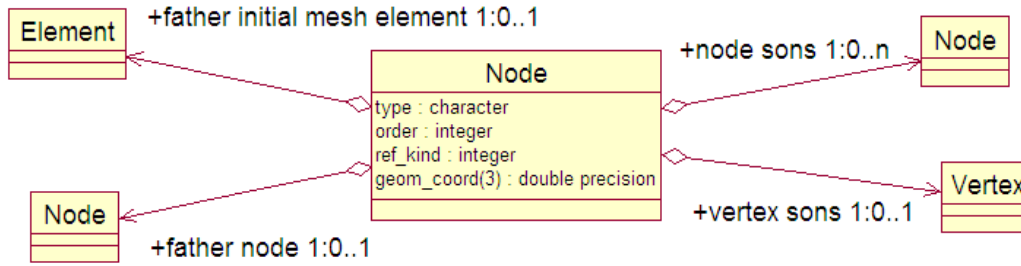 Element
+father initial mesh element 1:0..1
Node
type : character
order : integer
ref_kind : integer
geom_coord(3) : double precision
+node sons 1:0..n
Node
Node
+father node 1:0..1
Vertex
+vertex sons 1:0..1